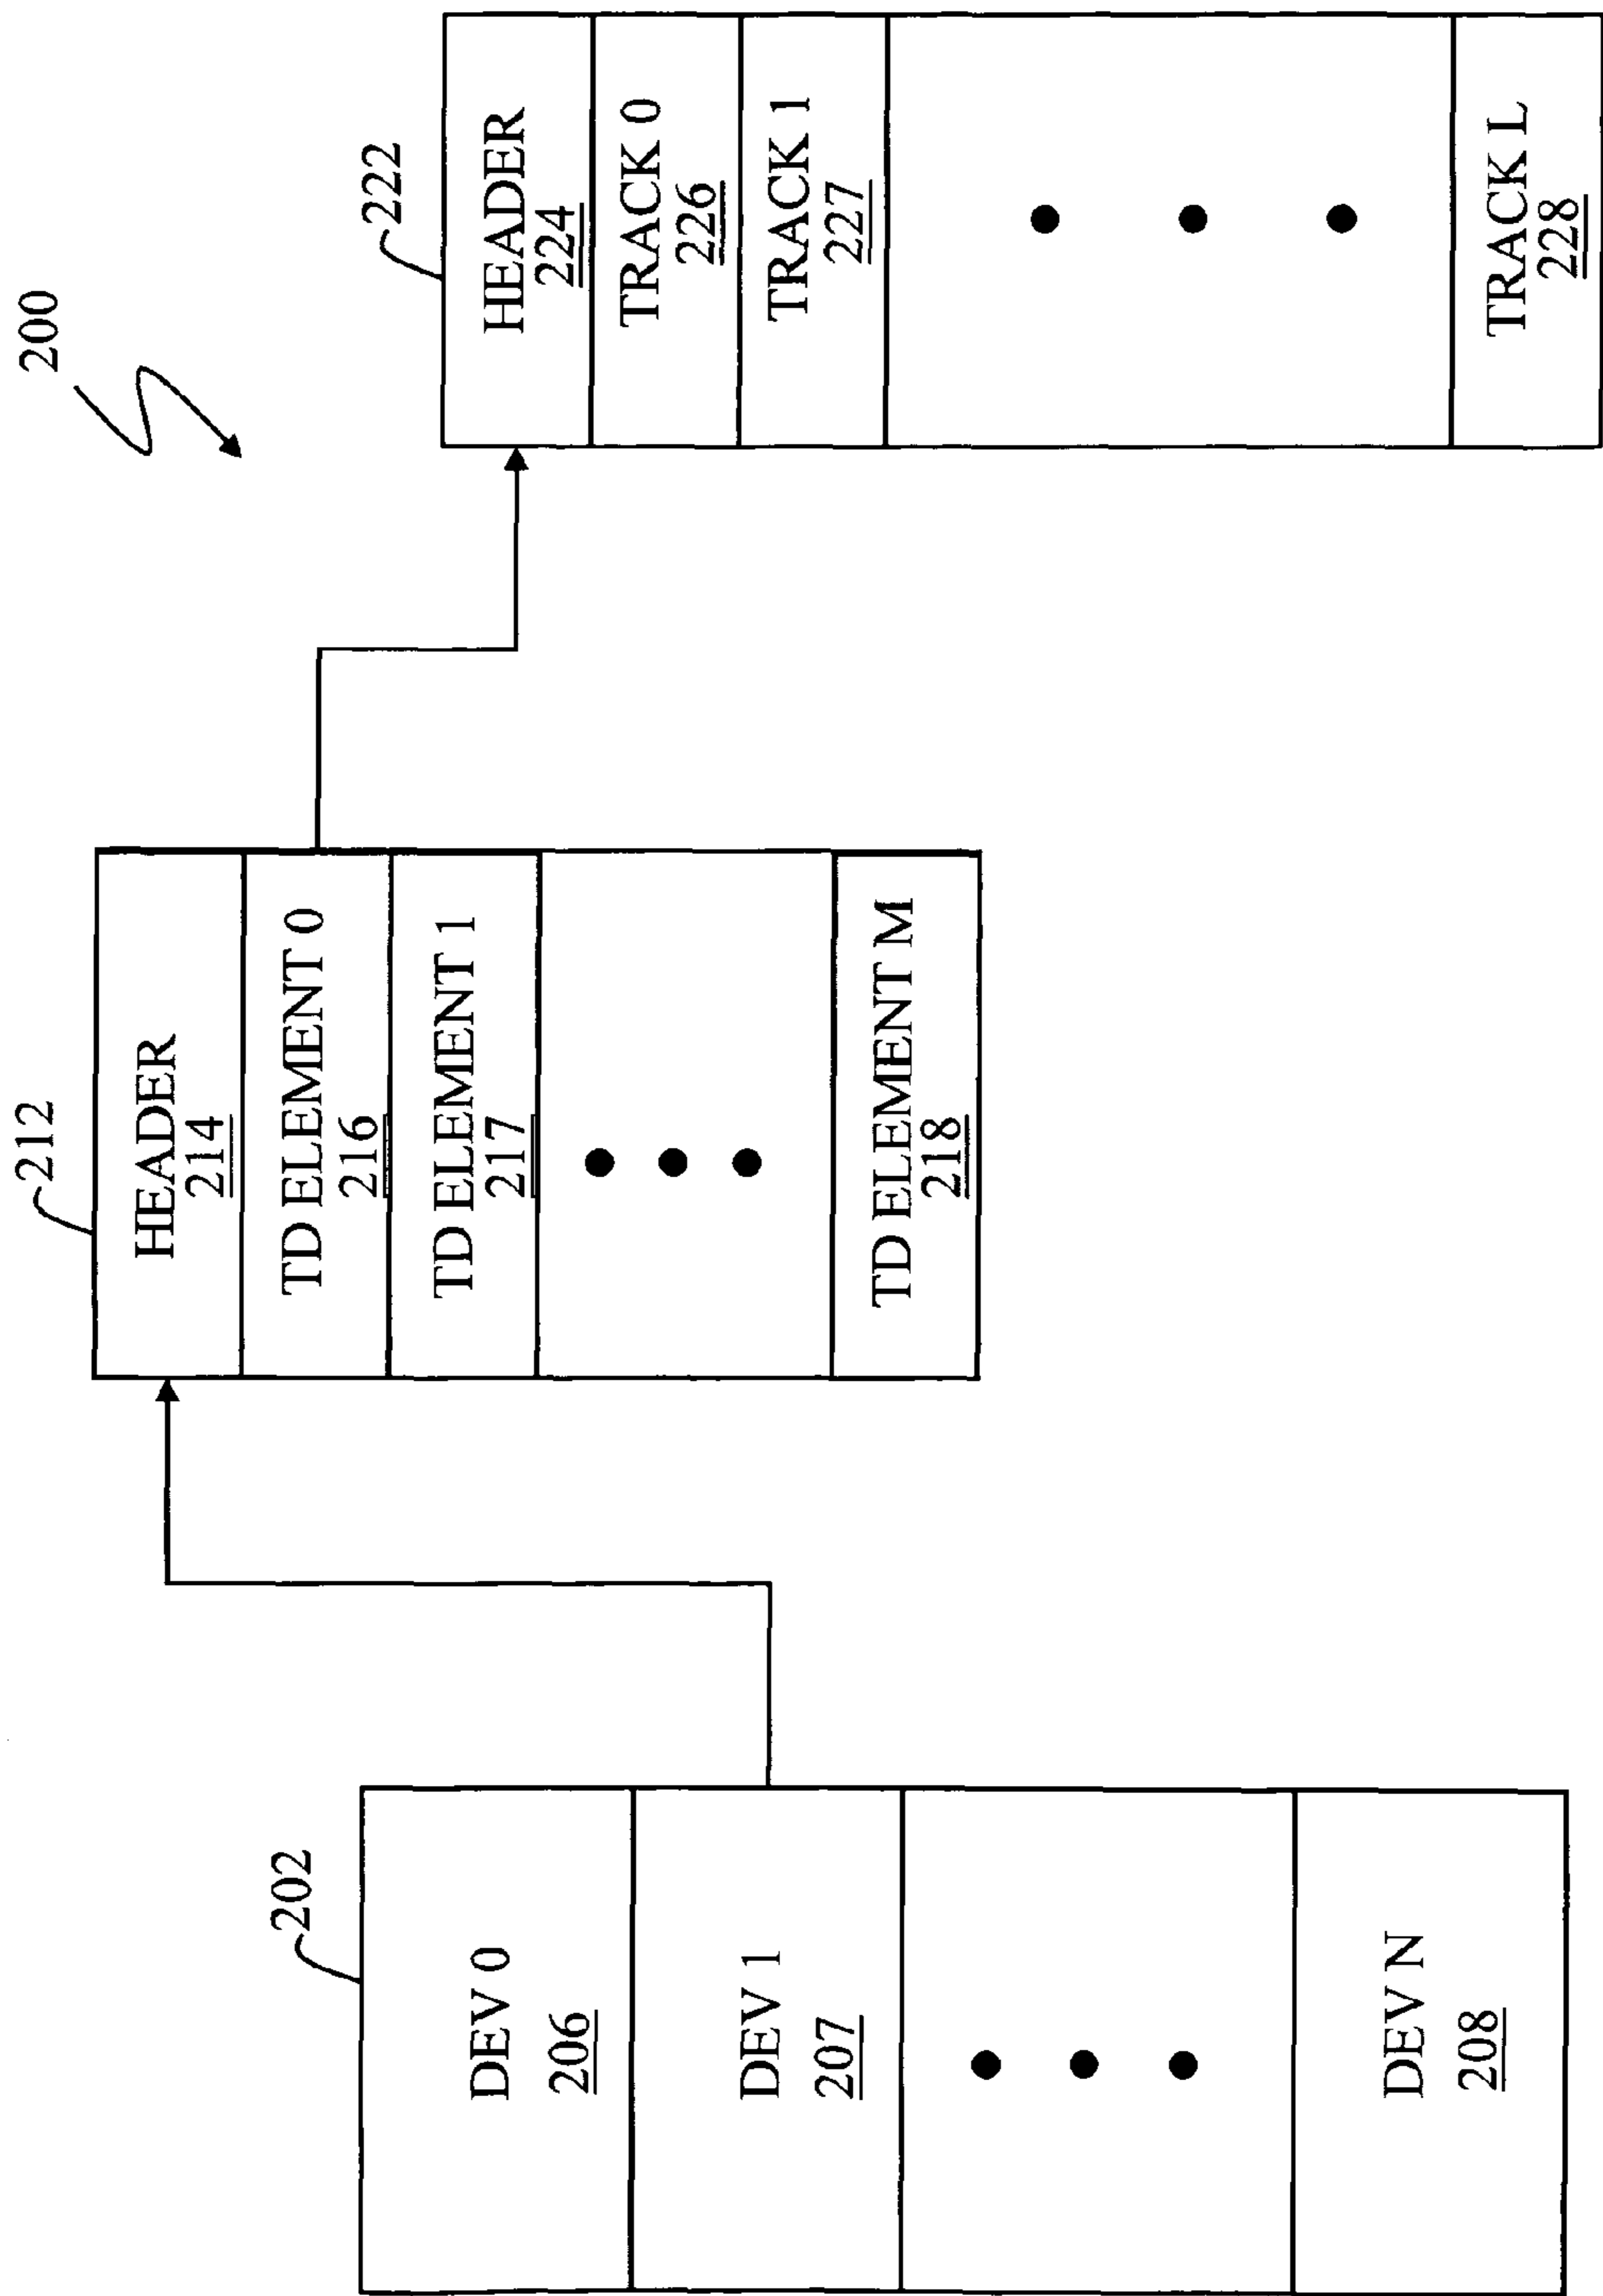 200
202
DEV 0
206
DEV 1
207
DEV N
208
212
HEADER
214
TD ELEMENT 0
216
TD ELEMENT 1
217
TD ELEMENT M
218
222
HEADER
224
TRACK 0
226
TRACK 1
227
TRACK L
228